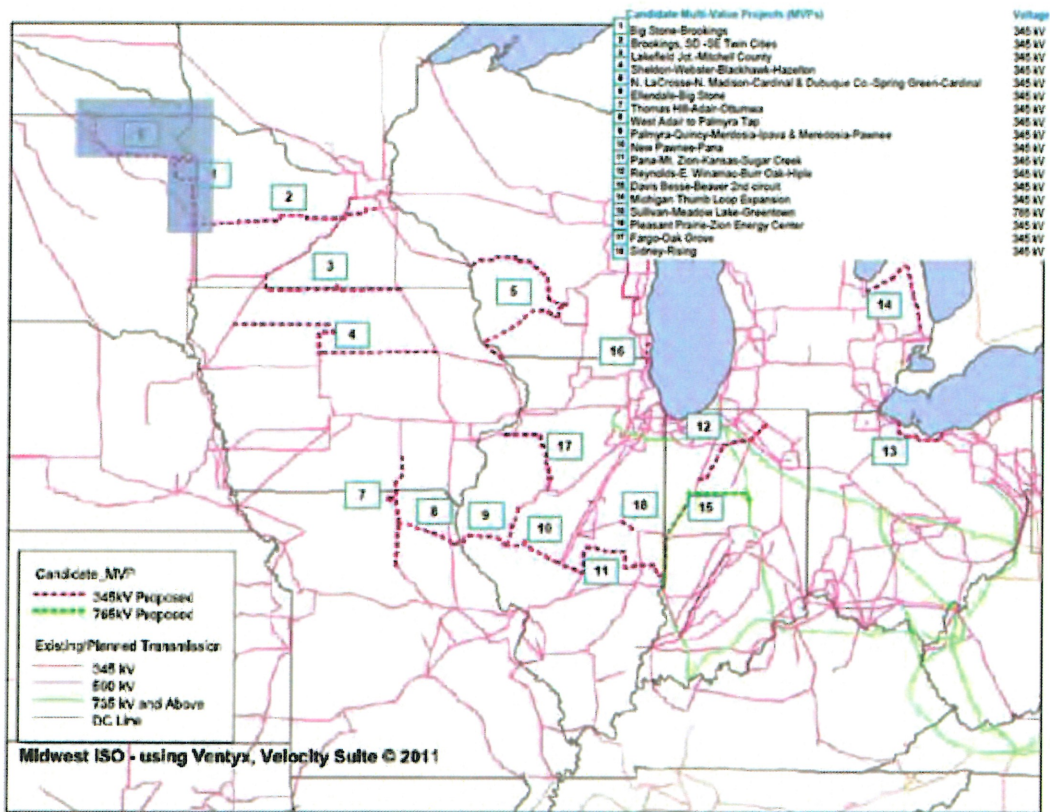 Candidate Multi-Value Projects (MVPs) Voltage
1 Big Stone-Brookings 345 kV
2 Brookings, SD -SE Twin Cities 345 kV
3 Lakefield Jct. -Mitchell County 345 kV
4 Sheldon-Webster-Blackhawk-Hazelton 345 kV
5 N. LaCrosse-N. Madison-Cardinal & Dubuque Co.-Spring Green-Cardinal 345 kV
6 Ellendale-Big Stone 345 kV
7 Thomas Hill-Adair-Ottumwa 345 kV
8 West Adair to Palmyra Tap 345 kV
9 Palmyra-Quincy-Merdosia-Ipava & Meredosia-Pawnee 345 kV
10 New Pawnee-Pana 345 kV
11 Pana-Mt. Zion-Kansas-Sugar Creek 345 kV
12 Reynolds-E. Winamac-Burr Oak-Hiple 345 kV
13 Davis Besse-Beaver 2nd circuit 345 kV
14 Michigan Thumb Loop Expansion 345 kV
15 Sullivan-Meadow Lake-Greentown 765 kV
16 Pleasant Prairie-Zion Energy Center 345 kV
17 Fargo-Oak Grove 345 kV
18 Sidney-Rising 345 kV
6
1
2
3
4
5
14
16
12
17
13
7
8
9
10
18
15
11
Candidate_MVP
345kV Proposed
765kV Proposed
Existing/Planned Transmission
345 kV
500 kV
735 kV and Above
DC Line
Midwest ISO - using Ventyx, Velocity Suite © 2011